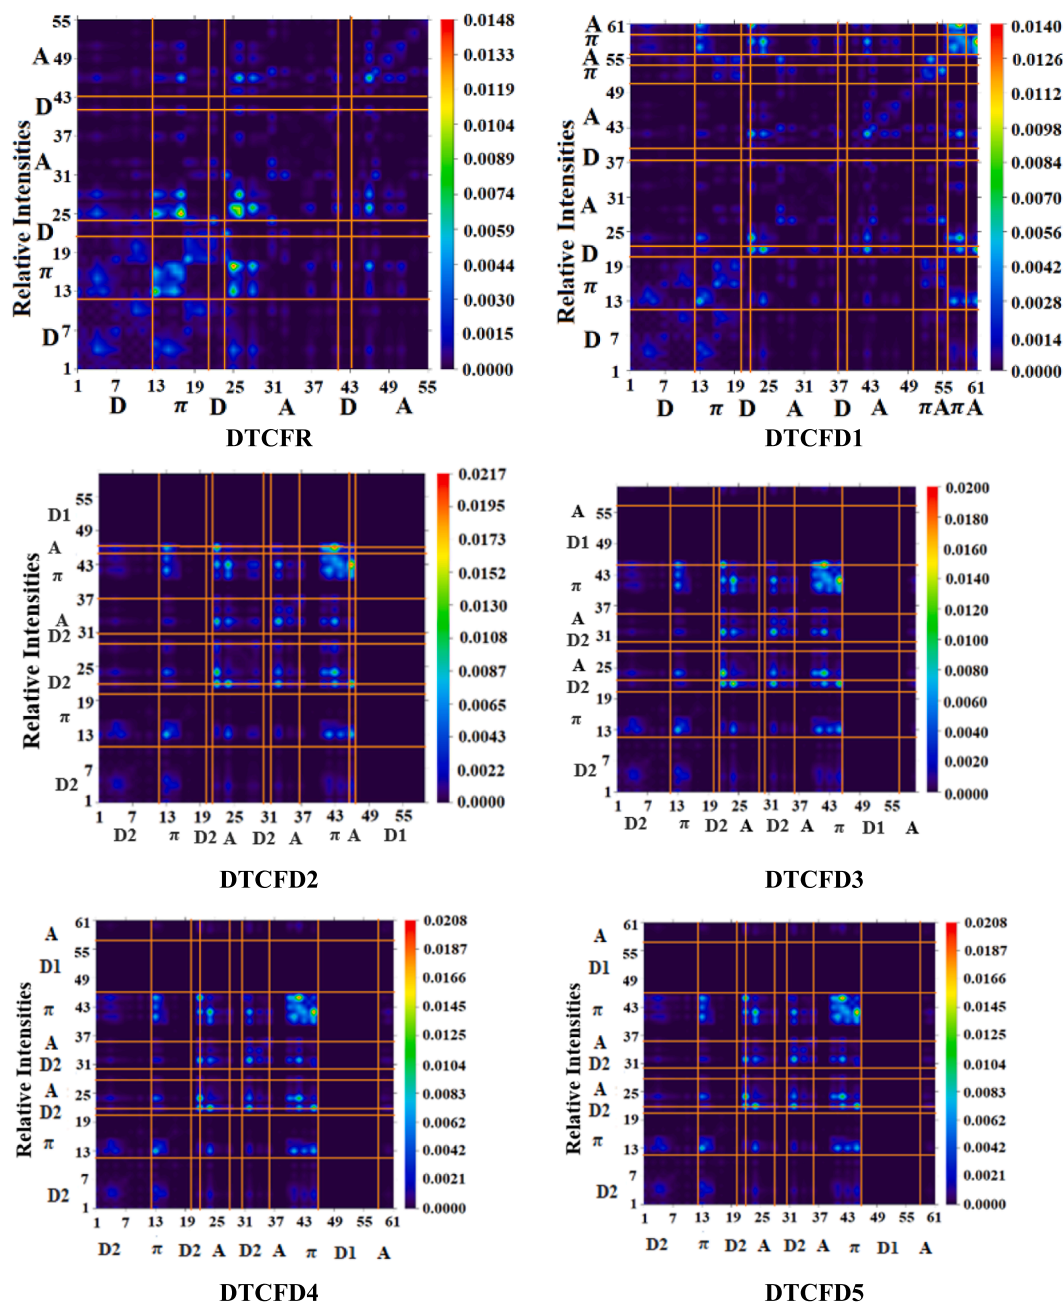 Relative Intensities
55 49 43 37 31 25 19 13 7 1
A D A D π D
1 7 13 19 25 31 37 43 49 55
D π D A D A
0.0148 0.0133 0.0119 0.0104 0.0089 0.0074 0.0059 0.0045 0.0030 0.0015 0.0000
DTCFR
Relative Intensities
61 55 49 43 37 31 25 19 13 7 1
A π A π A D A D π D
1 7 13 19 25 31 37 43 49 55 61
D π D A D A π A π A
0.0140 0.0126 0.0112 0.0098 0.0084 0.0070 0.0056 0.0042 0.0028 0.0014 0.0000
DTCFD1
Relative Intensities
55 49 43 37 31 25 19 13 7 1
D1 A π A D2 D2 π D2
1 7 13 19 25 31 37 43 49 55
D2 π D2 A D2 A π A D1
0.0217 0.0195 0.0174 0.0152 0.0130 0.0108 0.0087 0.0065 0.0043 0.0022 0.0000
DTCFD2
Relative Intensities
55 49 43 37 31 25 19 13 7 1
A D1 π A D2 A D2 π D2
1 7 13 19 25 31 37 43 49 55
D2 π D2 A D2 A π D1 A
0.0200 0.0180 0.0160 0.0140 0.0120 0.0100 0.0080 0.0060 0.0040 0.0020 0.0000
DTCFD3
Relative Intensities
61 55 49 43 37 31 25 19 13 7 1
A D1 π A D2 A D2 π D2
1 7 13 19 25 31 37 43 49 55 61
D2 π D2 A D2 A π D1 A
0.0208 0.0187 0.0166 0.0145 0.0125 0.0104 0.0083 0.0062 0.0042 0.0021 0.0000
DTCFD4
Relative Intensities
61 55 49 43 37 31 25 19 13 7 1
A D1 π A D2 A D2 π D2
1 7 13 19 25 31 37 43 49 55 61
D2 π D2 A D2 A π D1 A
0.0208 0.0187 0.0166 0.0145 0.0125 0.0104 0.0083 0.0062 0.0042 0.0021 0.0000
DTCFD5